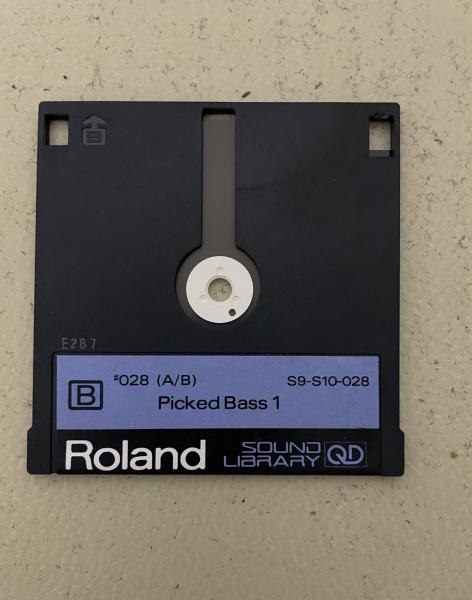 B
E287
B
#028 (A/B) S9-S10-028
Picked Bass 1
Roland SOUND LIBRARY QD